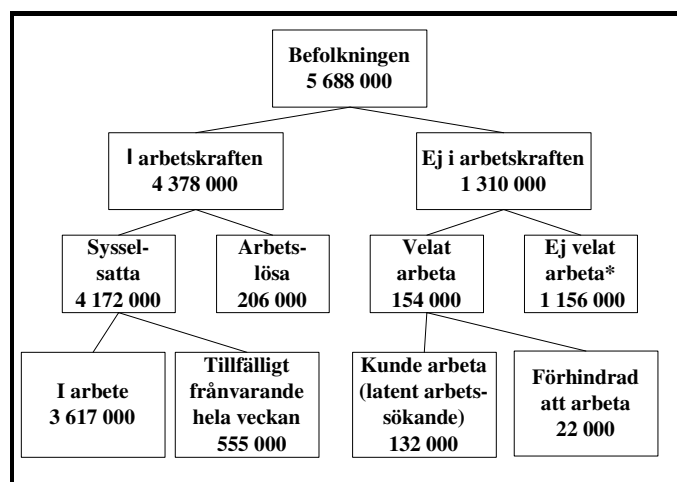 Befolkningen
5 688 000
I arbetskraften
4 378 000
Ej i arbetskraften
1 310 000
Syssel-
satta
4 172 000
Arbets-
lösa
206 000
Velat
arbeta
154 000
Ej velat
arbeta*
1 156 000
I arbete
3 617 000
Tillfälligt
frånvarande
hela veckan
555 000
Kunde arbeta
(latent arbets-
sökande)
132 000
Förhindrad
att arbeta
22 000